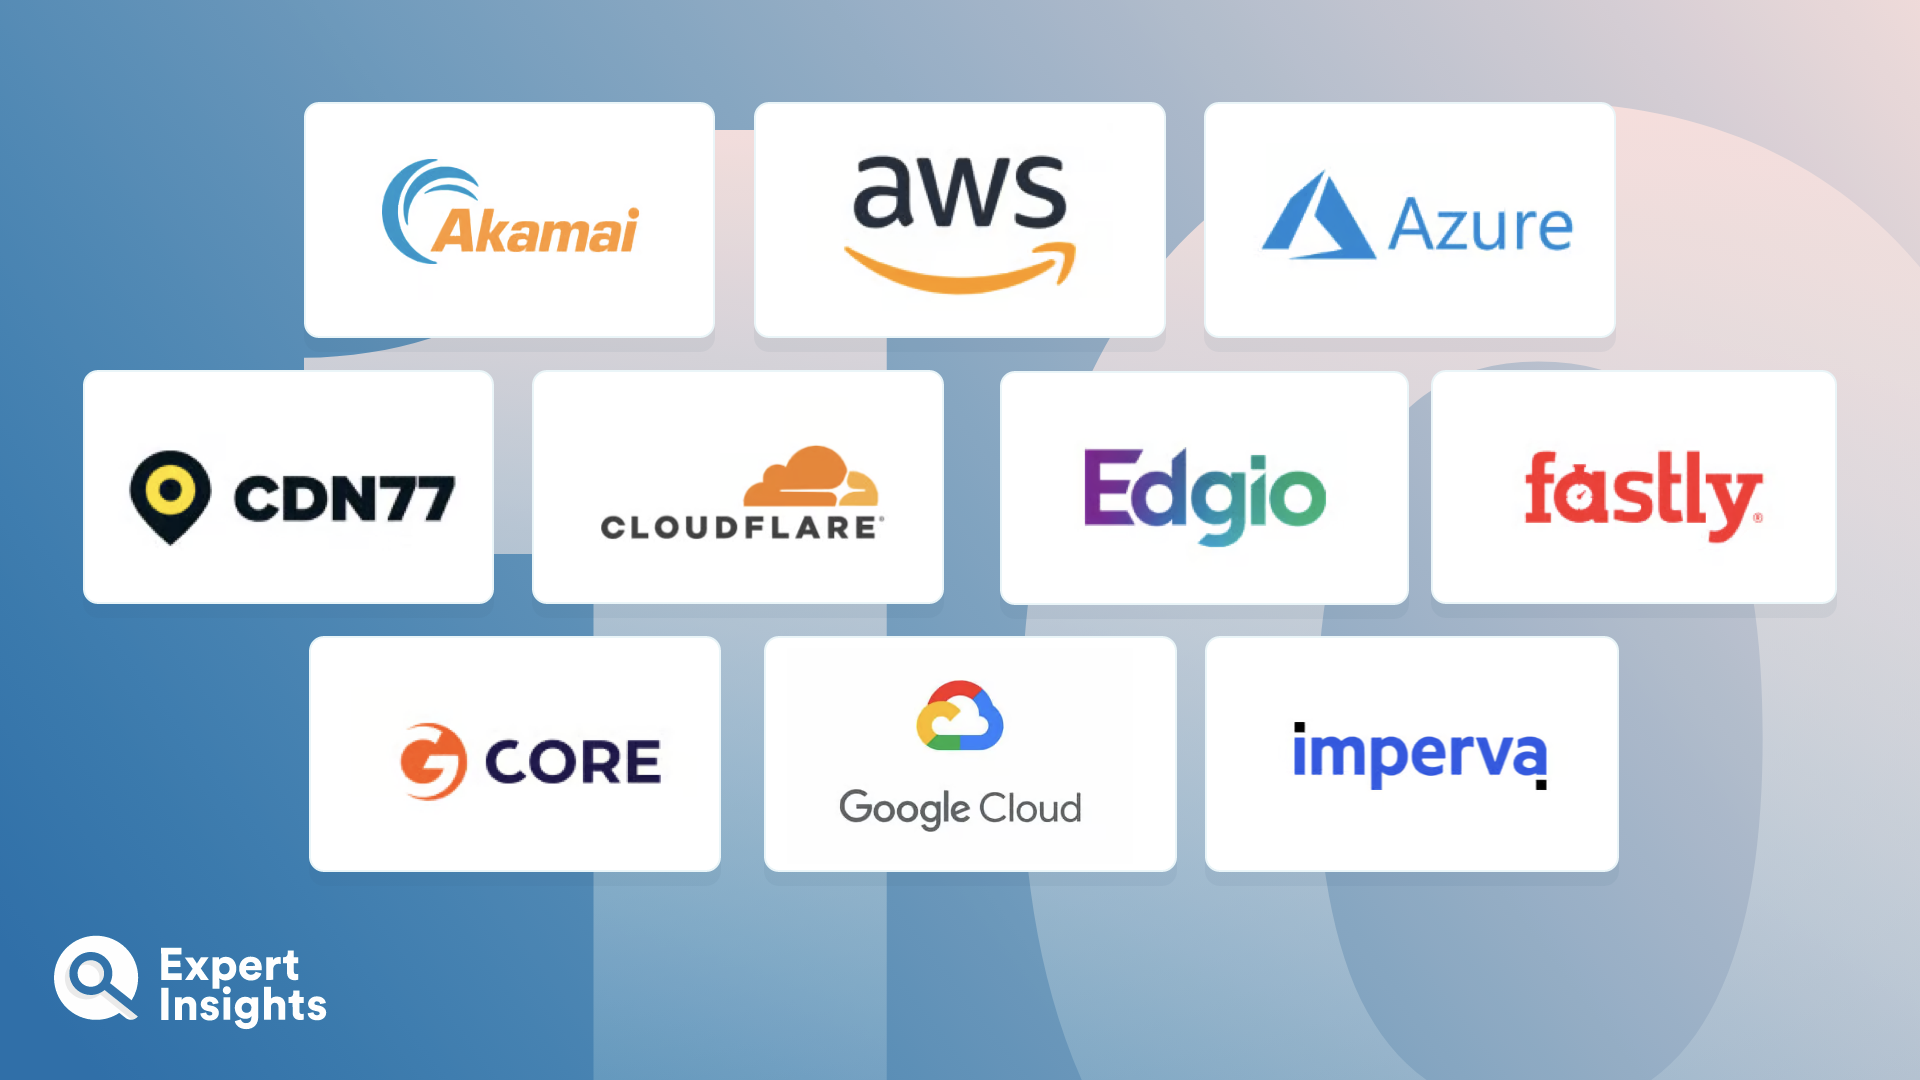 Akamai
aws
Azure
CDN77
CLOUDFLARE®
Edgio
fastly®
G CORE
Google Cloud
imperva
Expert
Insights